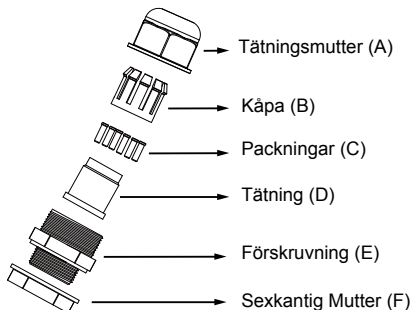 Tätningsmutter (A)
Kåpa (B)
Packningar (C)
Tätning (D)
Förskruvning (E)
Sexkantig Mutter (F)